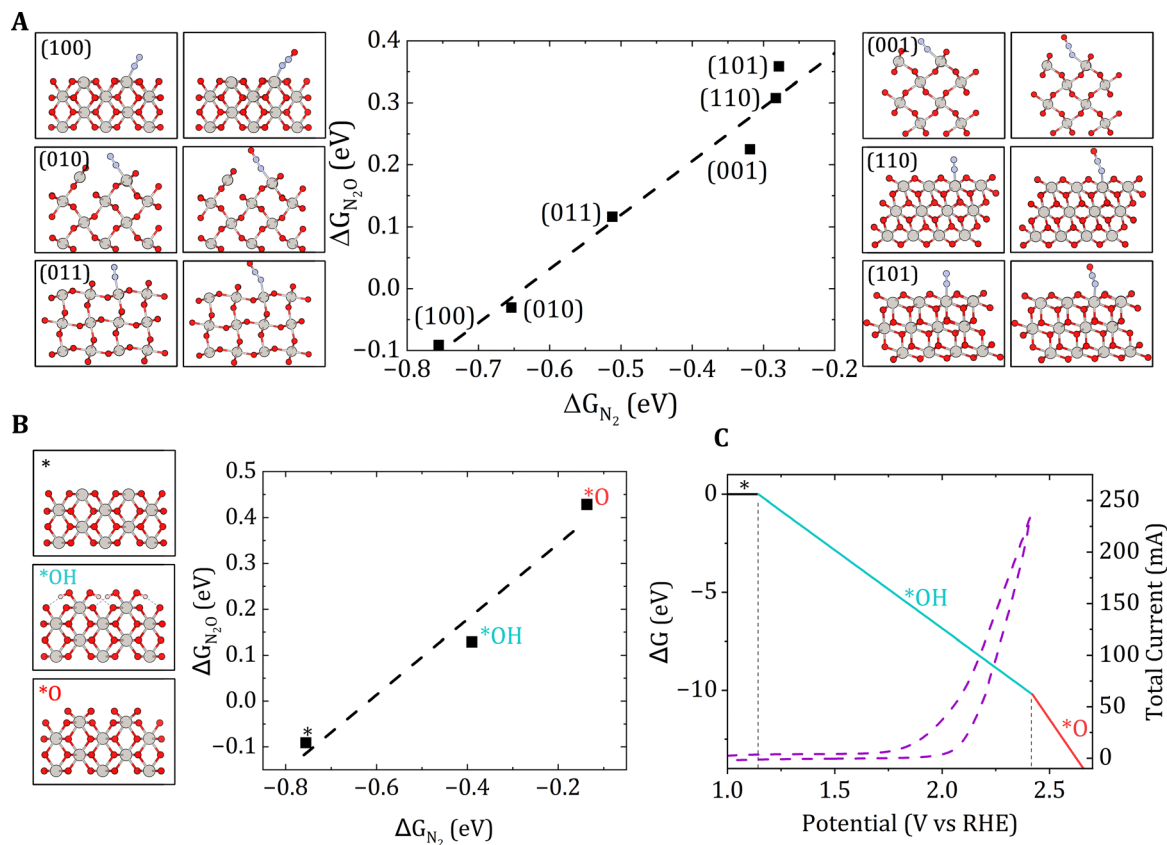 A
(100)
(010)
(011)
ΔG_N₂O (eV)
0.4
0.3
0.2
0.1
0.0
−0.1
(101)
(110)
(001)
(011)
(010)
(100)
−0.8 −0.7 −0.6 −0.5 −0.4 −0.3 −0.2
ΔG_N₂ (eV)
(001)
(110)
(101)
B
*
*OH
*O
ΔG_N₂O (eV)
0.5
0.4
0.3
0.2
0.1
0.0
−0.1
*O
*OH
*
−0.8 −0.6 −0.4 −0.2
ΔG_N₂ (eV)
C
ΔG (eV)
0
−5
−10
*
*OH
*O
250
200
150
100
50
0
Total Current (mA)
1.0 1.5 2.0 2.5
Potential (V vs RHE)